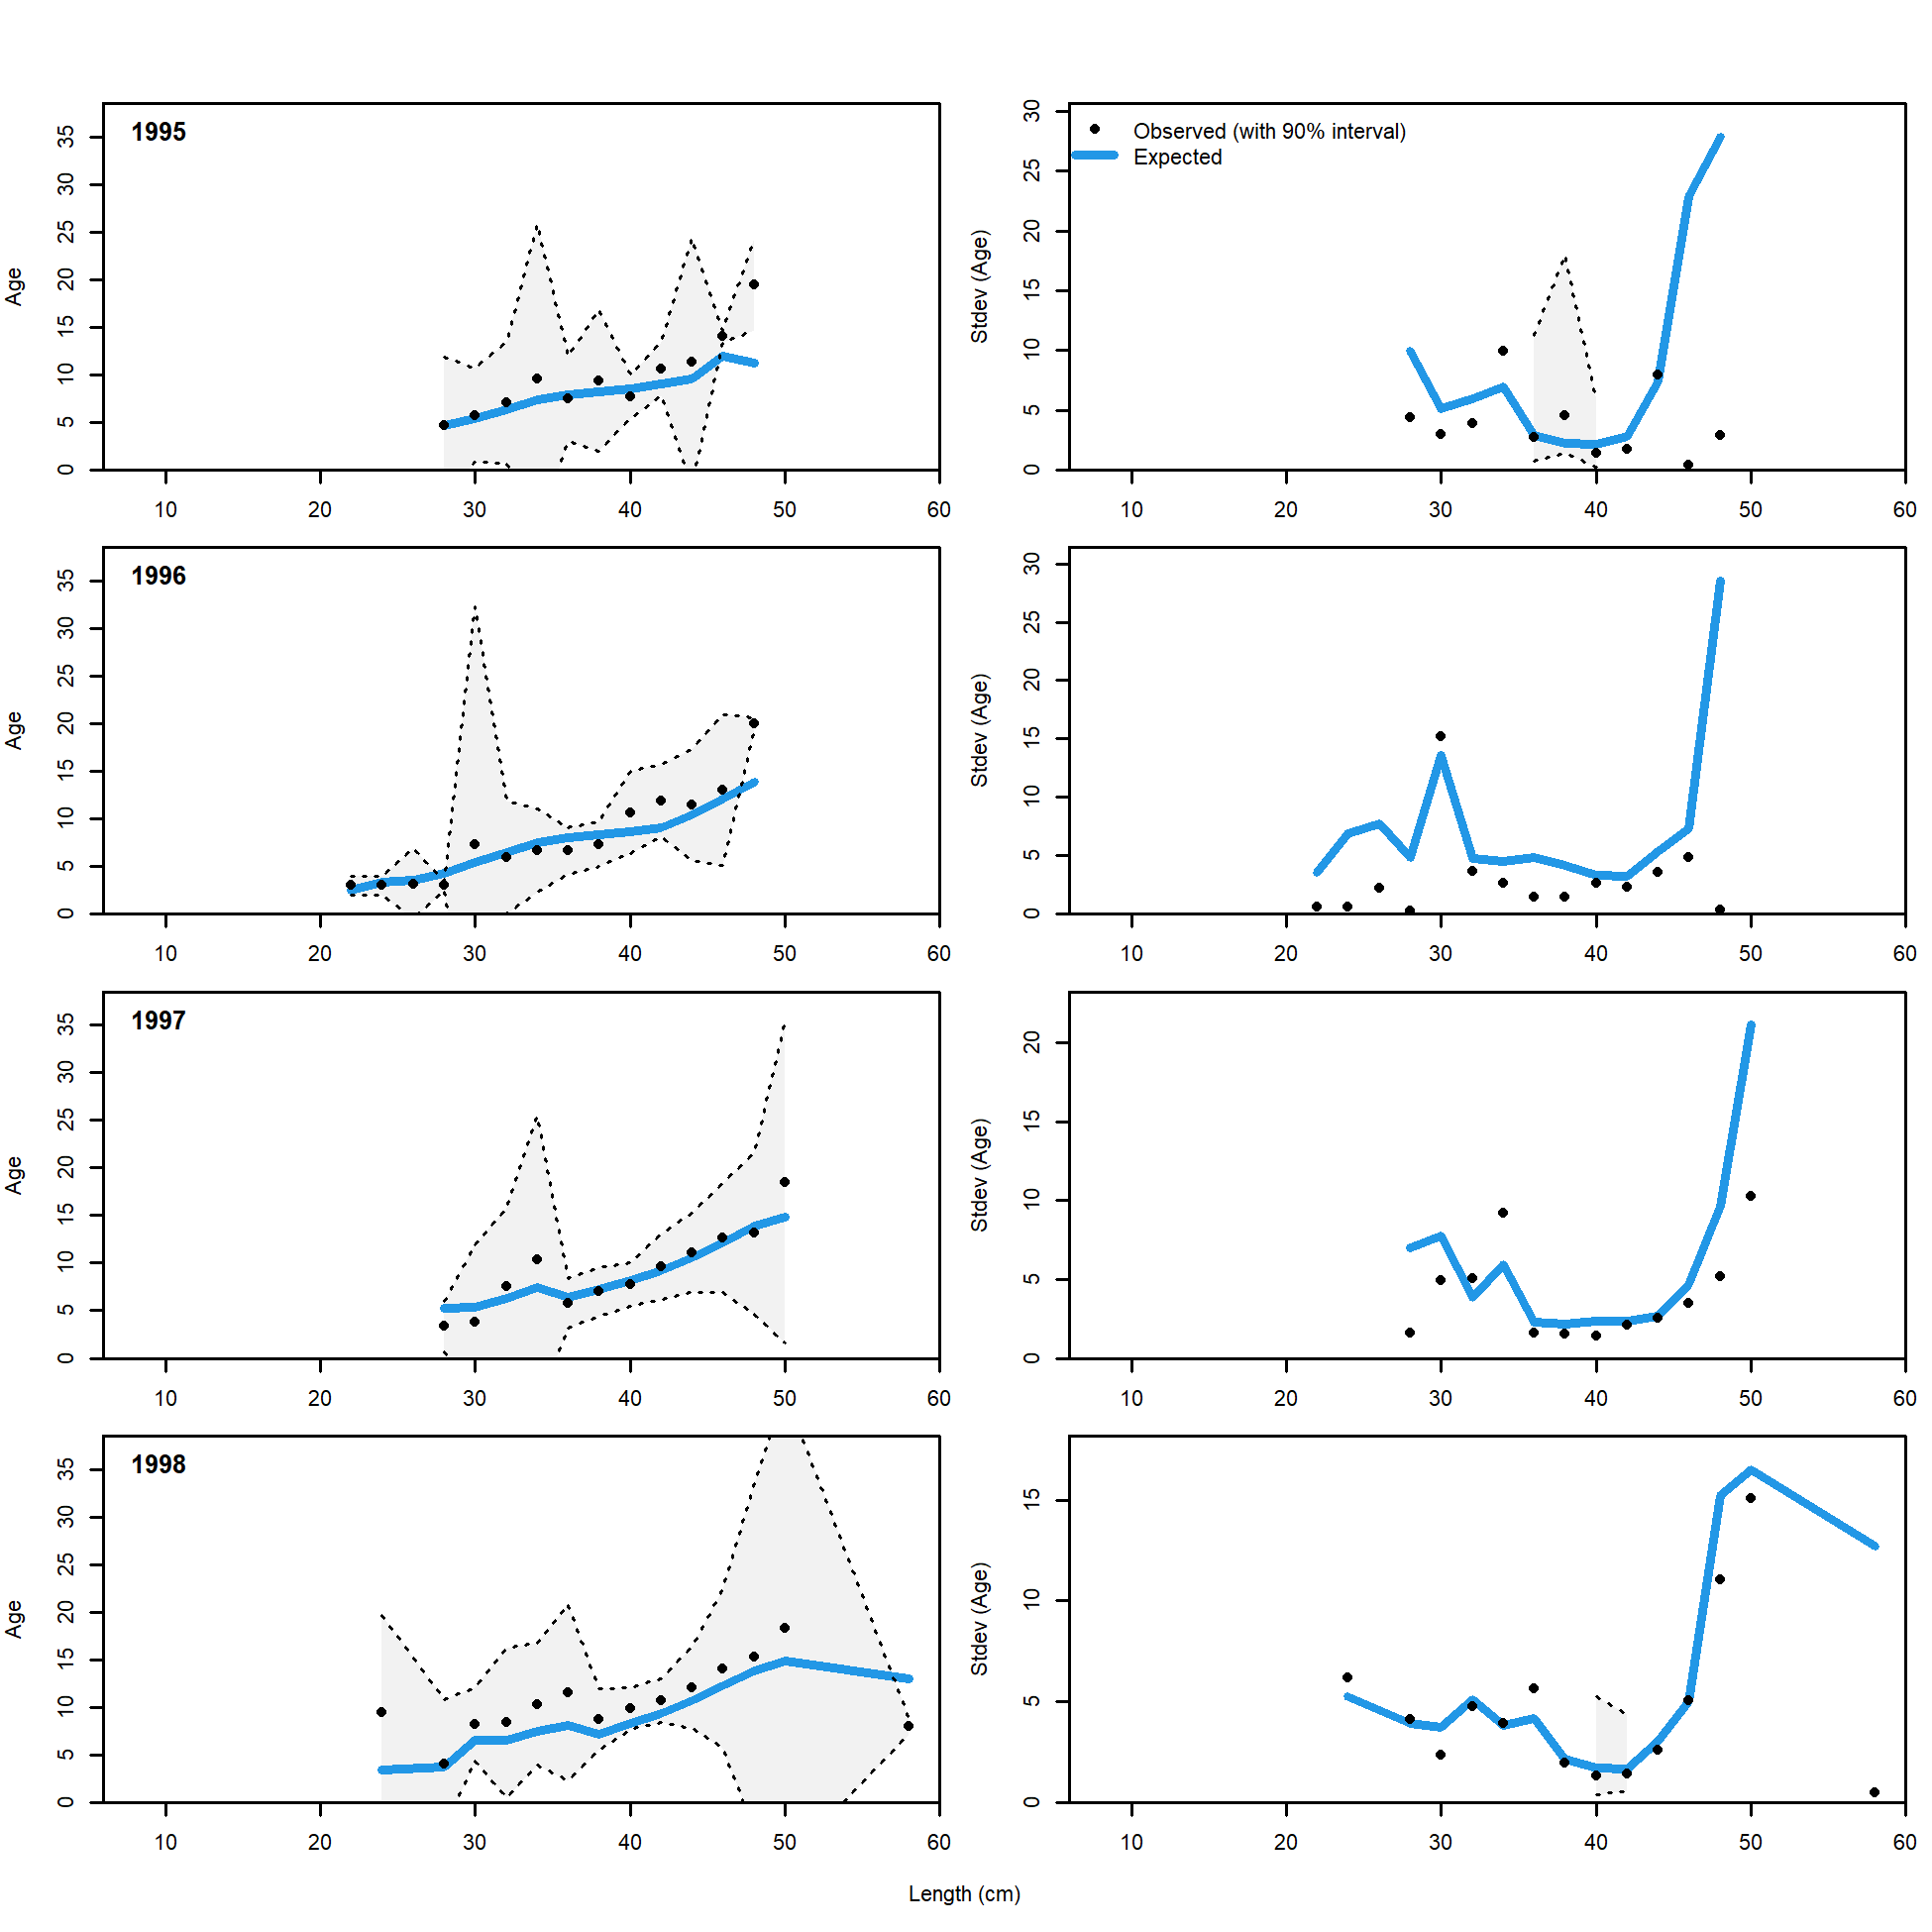 1995
Age
0 5 10 15 20 25 30 35
10 20 30 40 50 60
Observed (with 90% interval)
Expected
Stdev (Age)
0 5 10 15 20 25 30
10 20 30 40 50 60
1996
Age
0 5 10 15 20 25 30 35
10 20 30 40 50 60
Stdev (Age)
0 5 10 15 20 25 30
10 20 30 40 50 60
1997
Age
0 5 10 15 20 25 30 35
10 20 30 40 50 60
Stdev (Age)
0 5 10 15 20
10 20 30 40 50 60
1998
Age
0 5 10 15 20 25 30 35
10 20 30 40 50 60
Stdev (Age)
0 5 10 15
10 20 30 40 50 60
Length (cm)